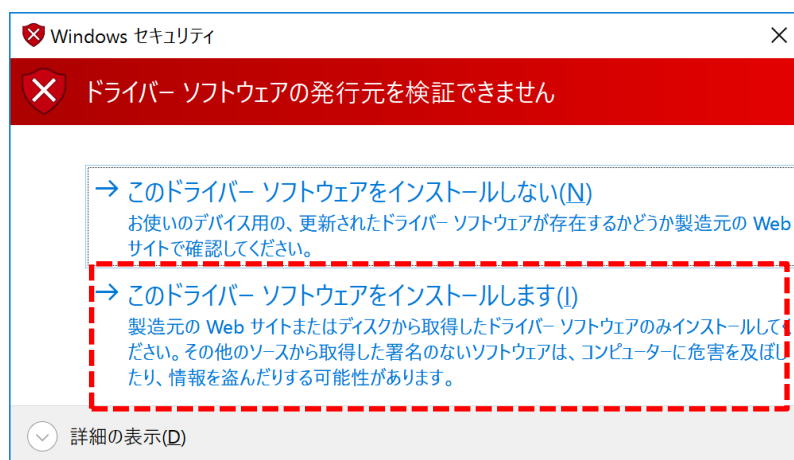 Windows セキュリティ
ドライバー ソフトウェアの発行元を検証できません
→ このドライバー ソフトウェアをインストールしない(N)
お使いのデバイス用の、更新されたドライバー ソフトウェアが存在するかどうか製造元の Web
サイトで確認してください。
→ このドライバー ソフトウェアをインストールします(I)
製造元の Web サイトまたはディスクから取得したドライバー ソフトウェアのみインストールしてく
ださい。その他のソースから取得した署名のないソフトウェアは、コンピューターに危害を及ぼし
たり、情報を盗んだりする可能性があります。
詳細の表示(D)